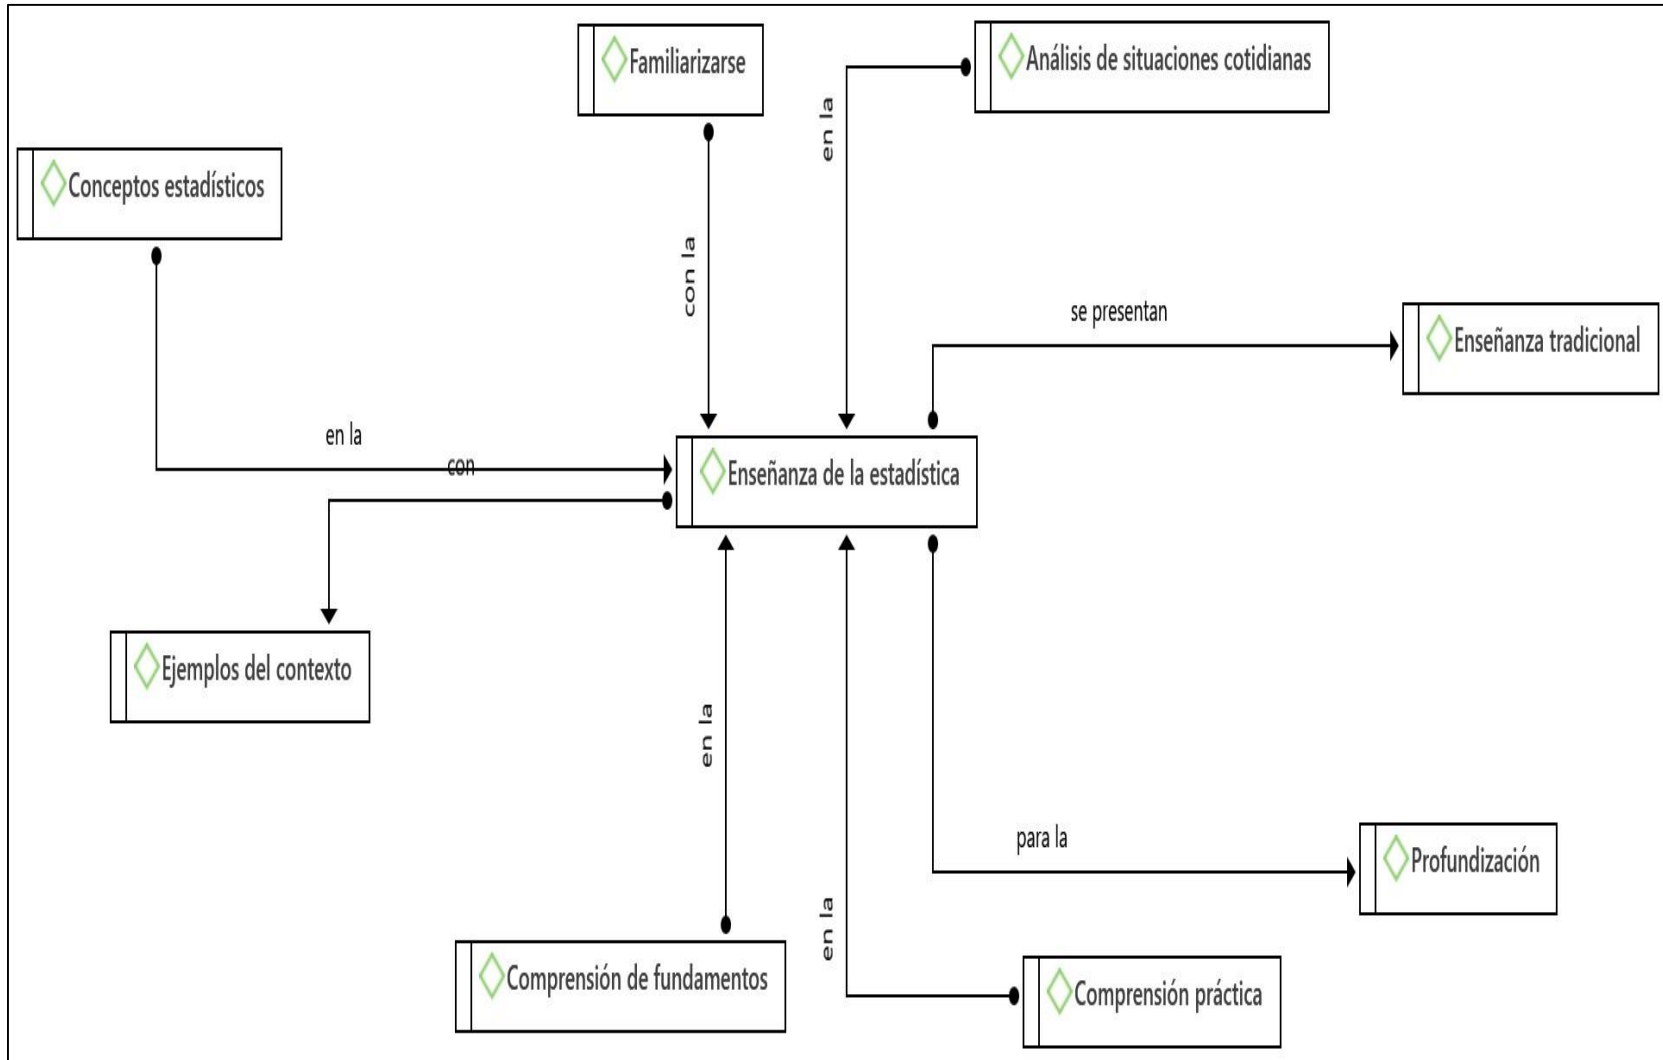 Familiarizarse
Análisis de situaciones cotidianas
en la
Conceptos estadísticos
con la
se presentan
Enseñanza tradicional
en la
con
Enseñanza de la estadística
Ejemplos del contexto
en la
para la
Profundización
en la
Comprensión de fundamentos
Comprensión práctica